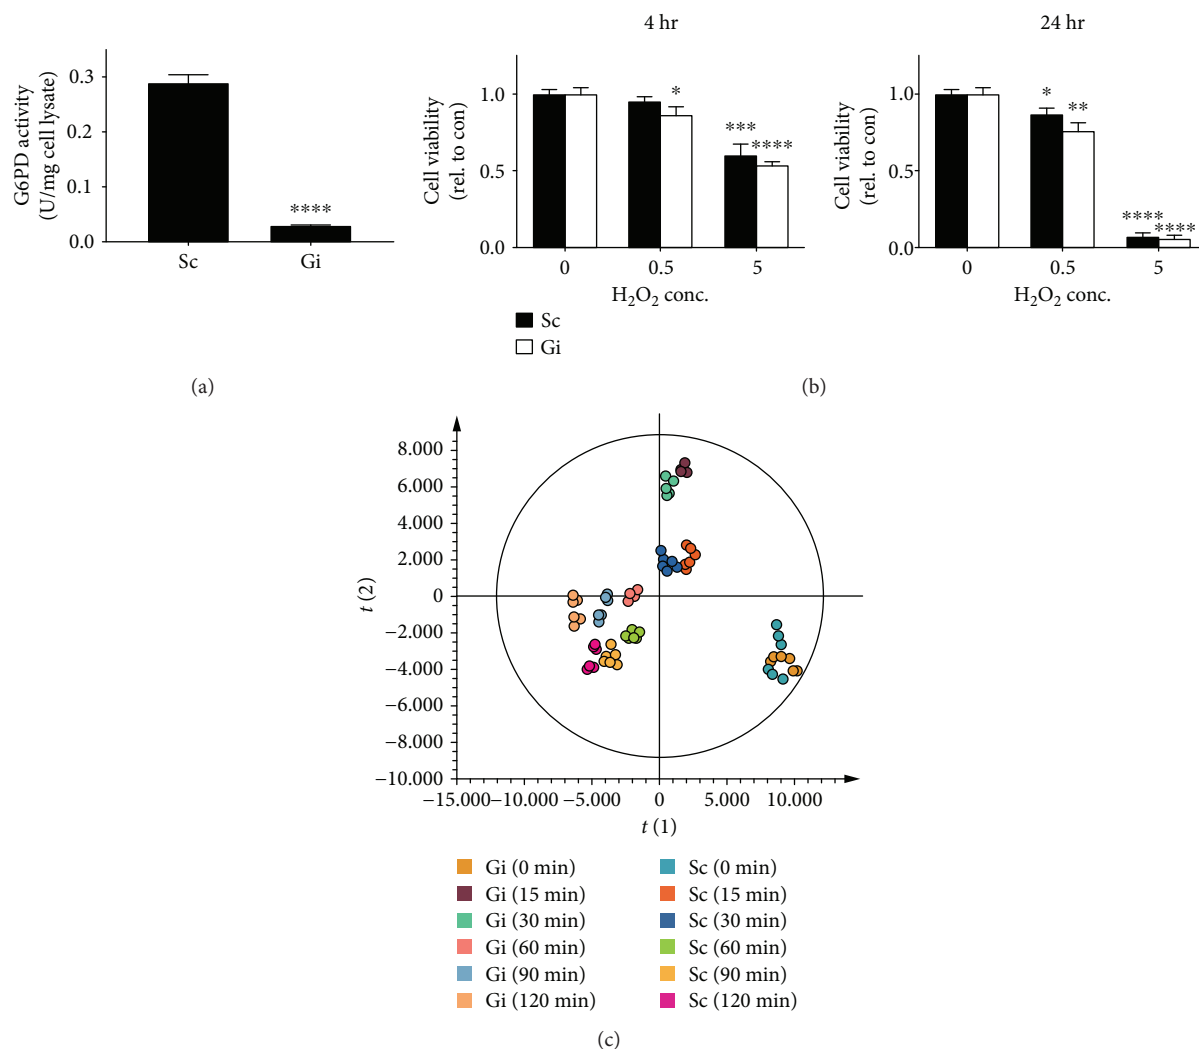 4 hr
24 hr
G6PD activity
(U/mg cell lysate)
0.3
0.2
0.1
0.0
****
Sc
Gi
(a)
Cell viability
(rel. to con)
1.0
0.5
0.0
*
***
****
0
0.5
5
H₂O₂ conc.
Sc
Gi
Cell viability
(rel. to con)
1.0
0.5
0.0
*
**
****
****
0
0.5
5
H₂O₂ conc.
(b)
t (2)
8.000
6.000
4.000
2.000
0
−2.000
−4.000
−6.000
−8.000
−10.000
−15.000
−10.000
−5.000
0
5.000
10.000
t (1)
Gi (0 min)
Gi (15 min)
Gi (30 min)
Gi (60 min)
Gi (90 min)
Gi (120 min)
Sc (0 min)
Sc (15 min)
Sc (30 min)
Sc (60 min)
Sc (90 min)
Sc (120 min)
(c)